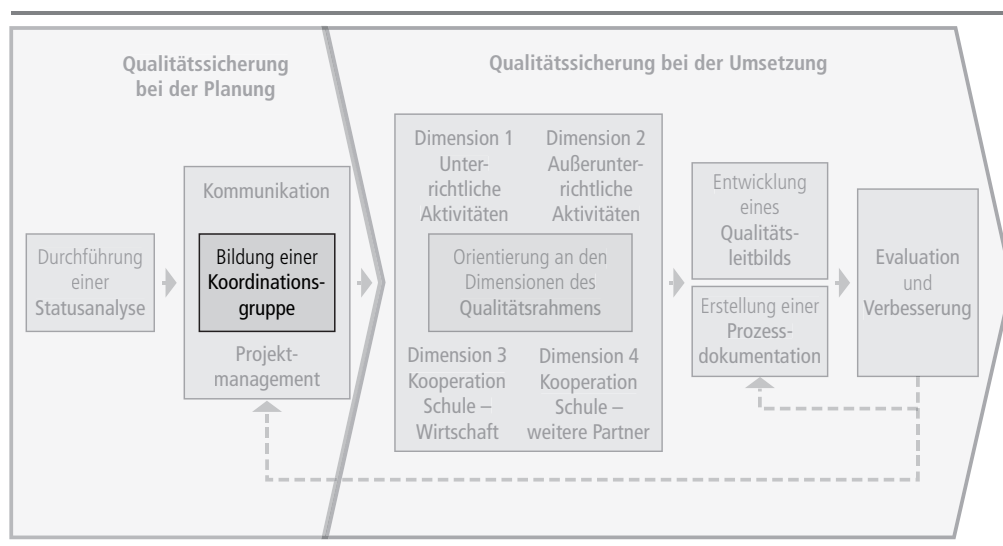 Qualitätssicherung
bei der Planung
Qualitätssicherung bei der Umsetzung
Durchführung
einer
Statusanalyse
Kommunikation
Bildung einer
Koordinations-
gruppe
Projekt-
management
Dimension 1
Unter-
richtliche
Aktivitäten
Dimension 2
Außerunter-
richtliche
Aktivitäten
Orientierung an den
Dimensionen des
Qualitätsrahmens
Dimension 3
Kooperation
Schule –
Wirtschaft
Dimension 4
Kooperation
Schule –
weitere Partner
Entwicklung
eines
Qualitäts-
leitbilds
Erstellung einer
Prozess-
dokumentation
Evaluation
und
Verbesserung